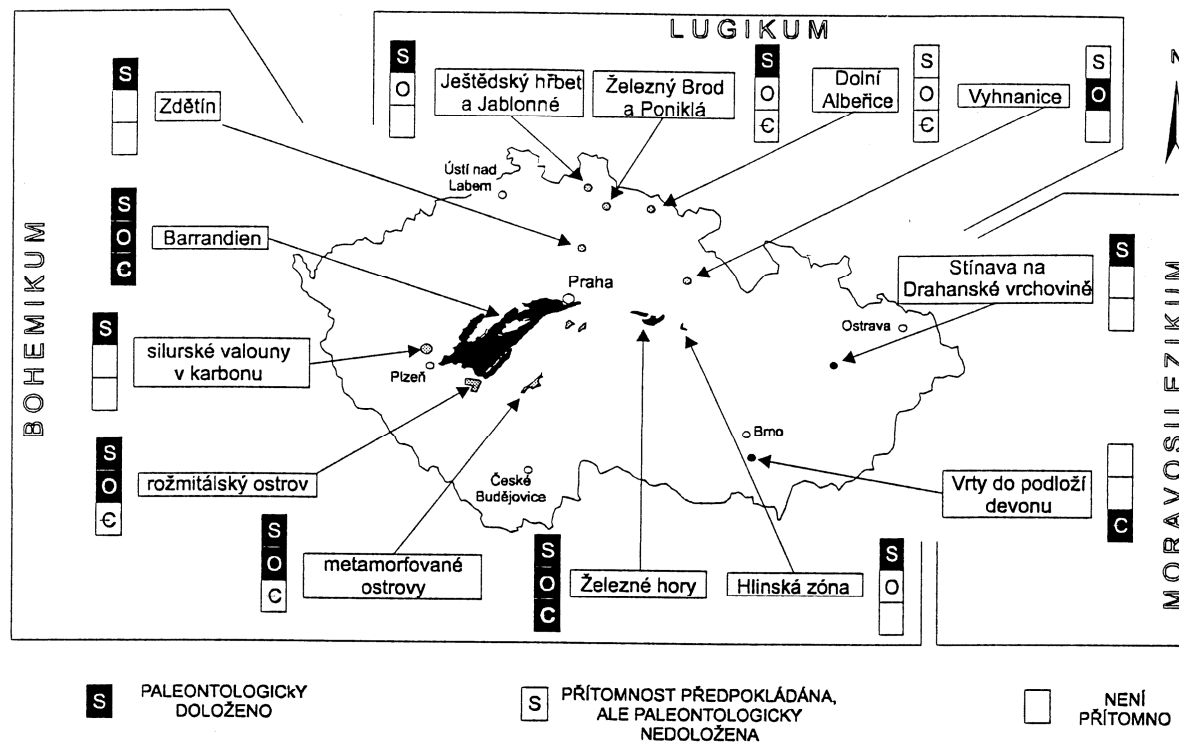 LUGIKUM
S
O
Ještědský hřbet
a Jablonné
Železný Brod
a Poniklá
S
O
Є
Dolní
Albeřice
S
O
Є
Vyhnanice
S
O
N
S
Zdětín
Ústí nad
Labem
BOHEMIKUM
S
O
Є
Barrandien
Praha
S
Stínava na
Drahanské vrchovině
MORAVOSILEZIKUM
Ostrava
S
silurské valouny
v karbonu
Plzeň
Brno
S
O
Є
rožmitálský ostrov
České
Budějovice
Vrty do podloží
devonu
C
S
O
C
metamorfované
ostrovy
S
O
C
Železné hory
Hlinská zóna
S
O
S
PALEONTOLOGICkY
DOLOŽENO
S
PŘÍTOMNOST PŘEDPOKLÁDÁNA,
ALE PALEONTOLOGICKY
NEDOLOŽENA
NENÍ
PŘÍTOMNO